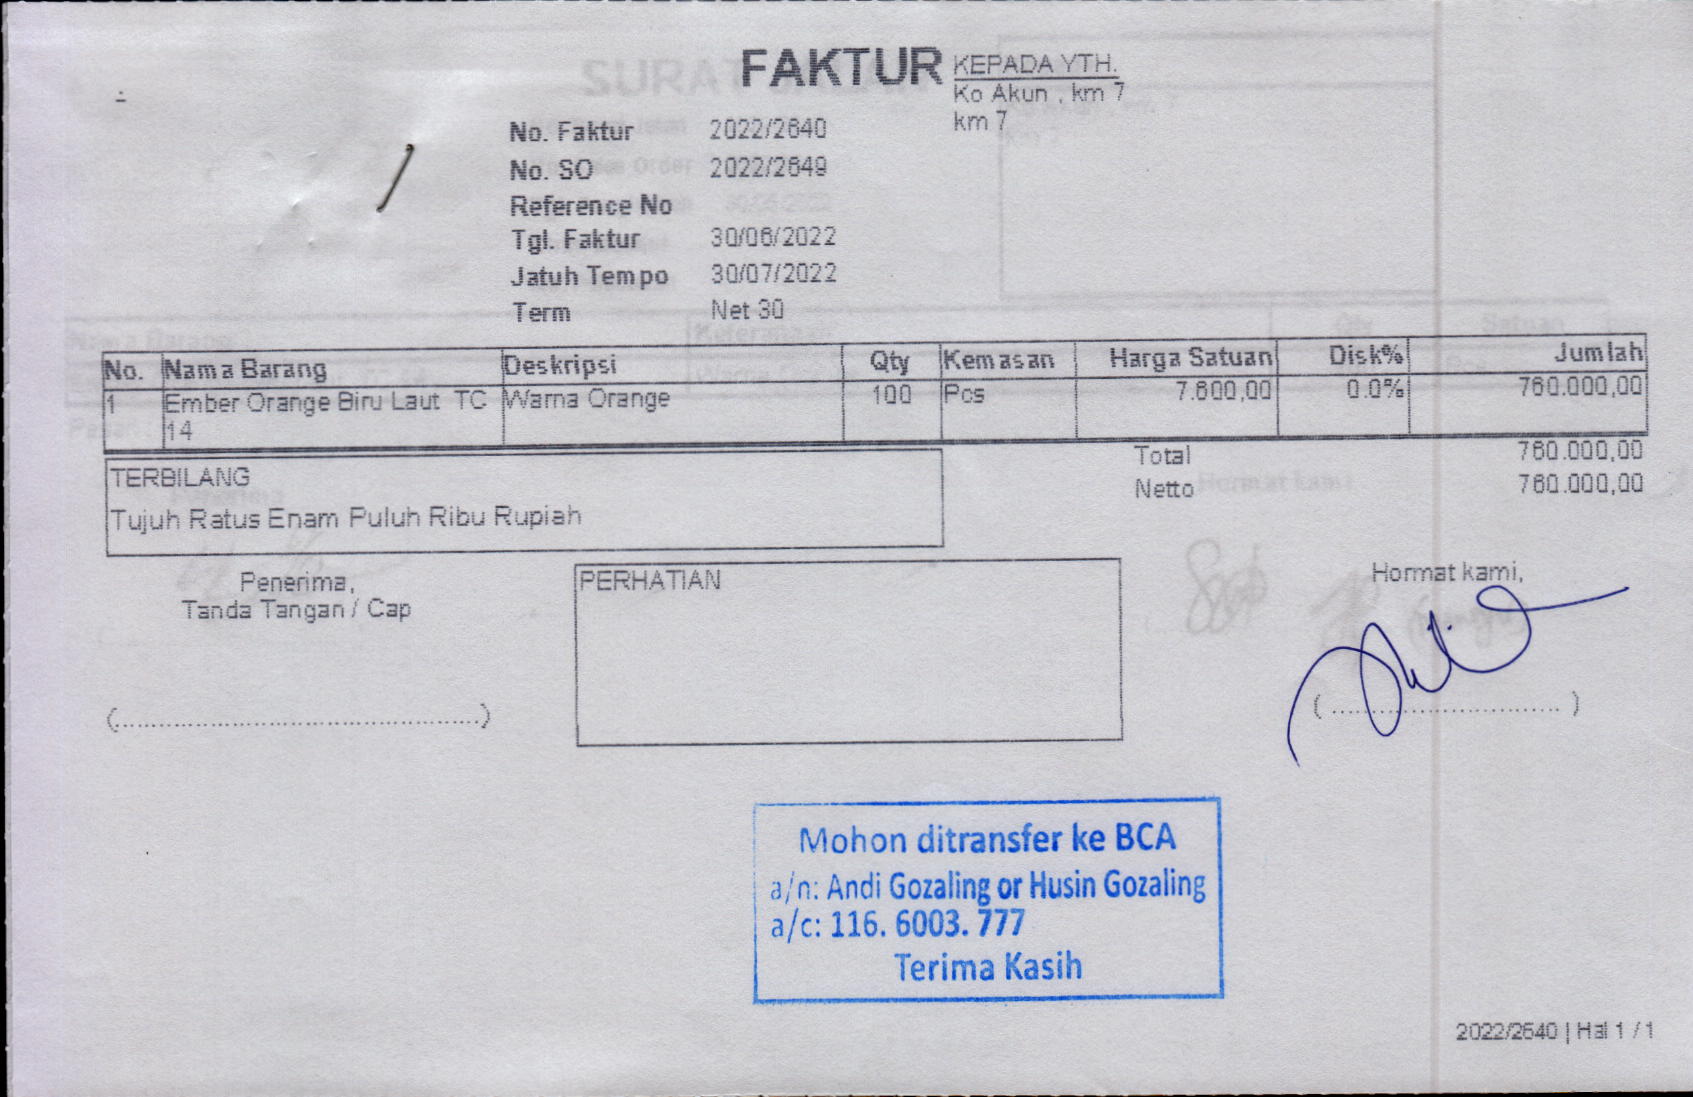 FAKTUR
KEPADA YTH.
Ko Akun , km 7
km 7
No. Faktur 2022/2640
No. SO 2022/2649
Reference No
Tgl. Faktur 30/06/2022
Jatuh Tempo 30/07/2022
Term Net 30
No. Nama Barang Deskripsi Qty Kemasan Harga Satuan Disk% Jumlah
1 Ember Orange Biru Laut TC Warna Orange 100 Pcs 7.600,00 0.0% 760.000,00
14
Total 760.000,00
Netto 760.000,00
TERBILANG
Tujuh Ratus Enam Puluh Ribu Rupiah
Penerima,
Tanda Tangan / Cap
(............................................)
PERHATIAN
Hormat kami,
( ............................ )
Mohon ditransfer ke BCA
a/n: Andi Gozaling or Husin Gozaling
a/c: 116. 6003. 777
Terima Kasih
2022/2640 | Hal 1 / 1